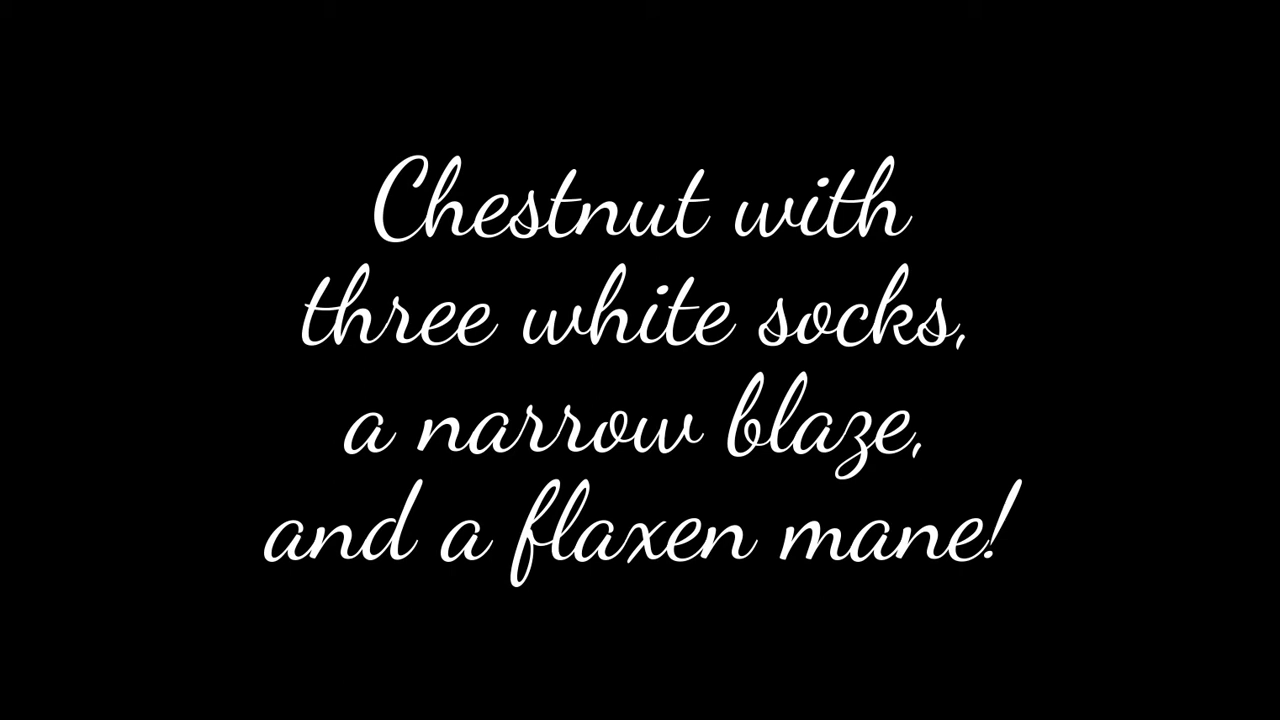 Chestnut with
three white socks,
a narrow blaze,
and a flaxen mane!